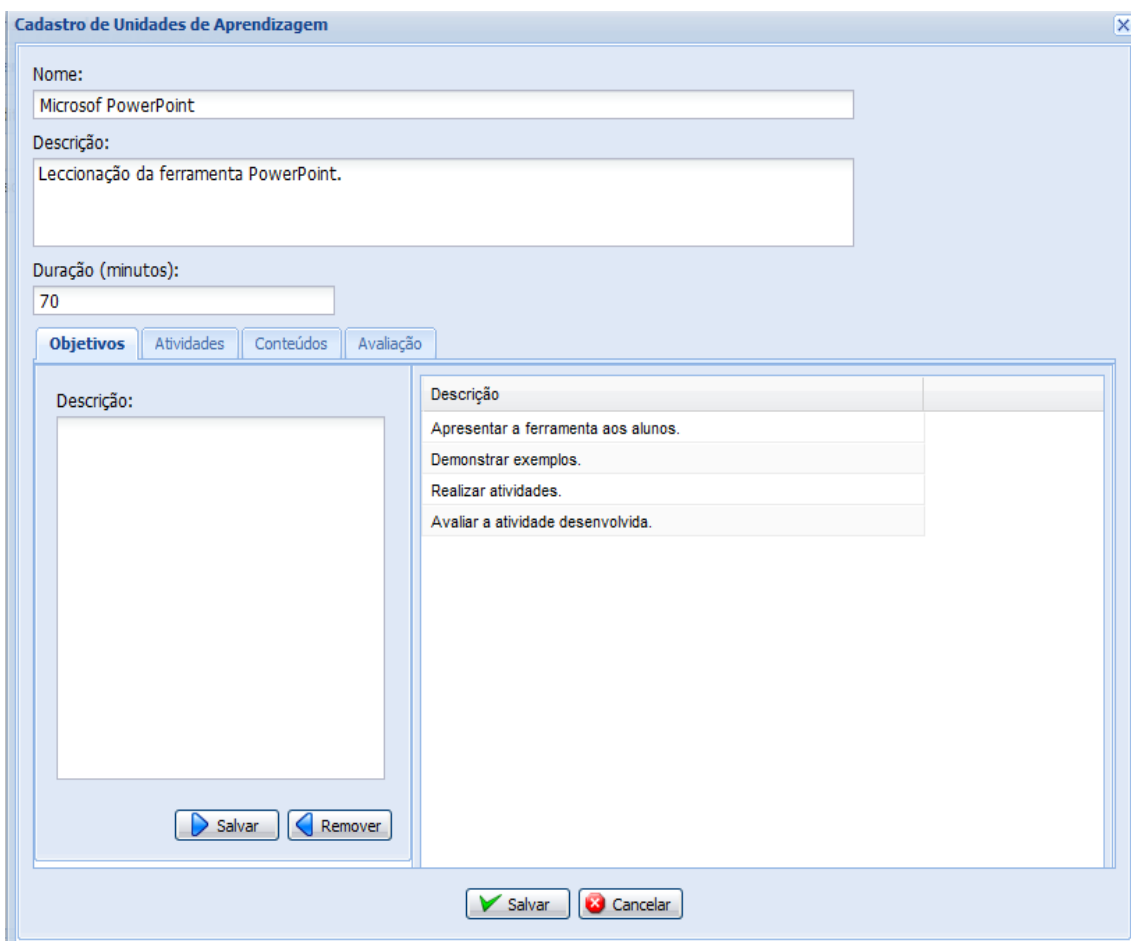 Cadastro de Unidades de Aprendizagem
Nome:
Microsof PowerPoint
Descrição:
Leccionação da ferramenta PowerPoint.
Duração (minutos):
70
Objetivos Atividades Conteúdos Avaliação
Descrição:
Salvar Remover
Descrição
Apresentar a ferramenta aos alunos.
Demonstrar exemplos.
Realizar atividades.
Avaliar a atividade desenvolvida.
Salvar Cancelar